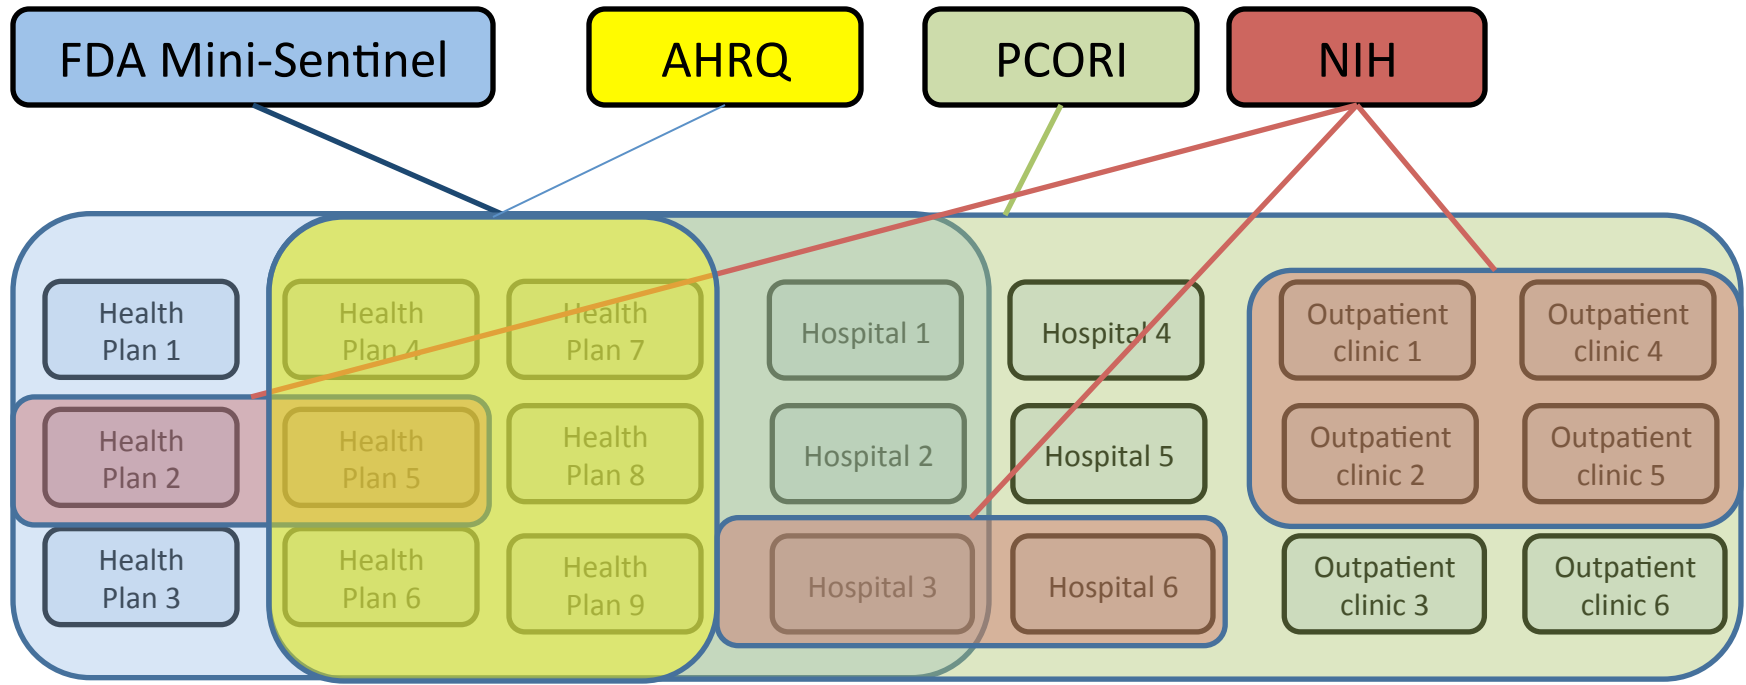 FDA Mini-Sentinel
AHRQ
PCORI
NIH
Health
Plan 1
Health
Plan 4
Health
Plan 7
Hospital 1
Hospital 4
Outpatient
clinic 1
Outpatient
clinic 4
Health
Plan 2
Health
Plan 5
Health
Plan 8
Hospital 2
Hospital 5
Outpatient
clinic 2
Outpatient
clinic 5
Health
Plan 3
Health
Plan 6
Health
Plan 9
Hospital 3
Hospital 6
Outpatient
clinic 3
Outpatient
clinic 6